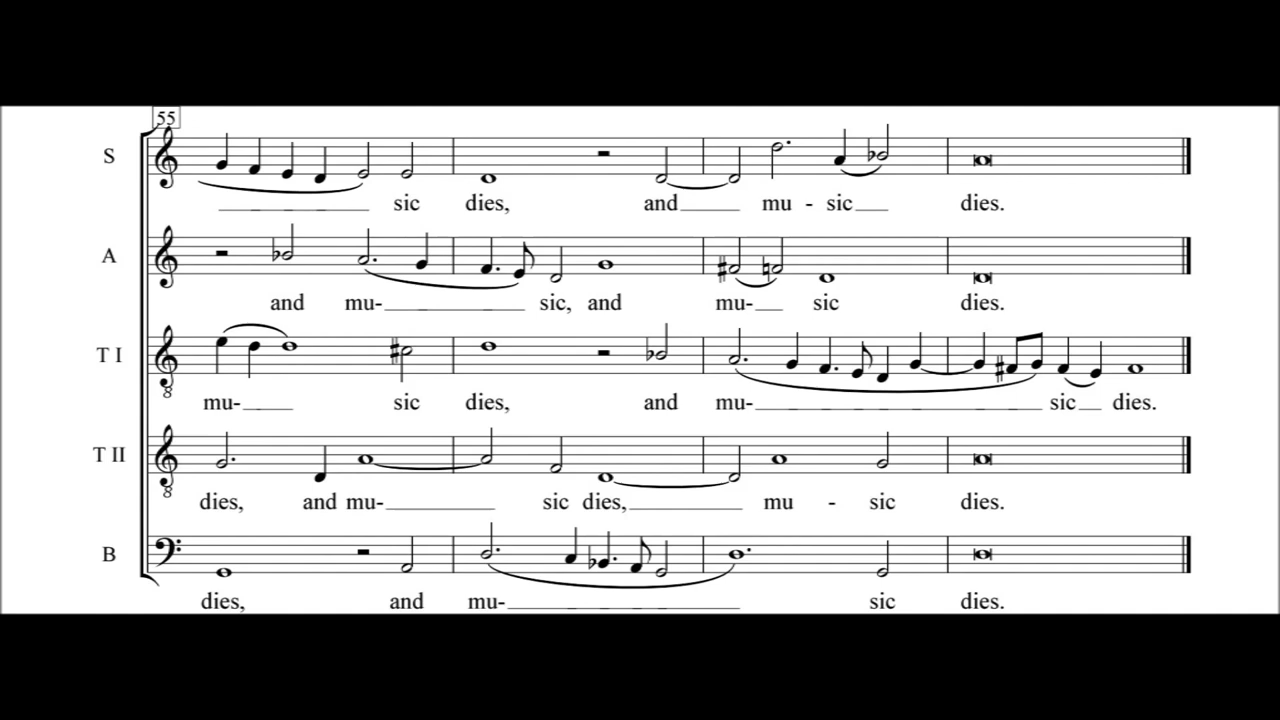 55
S
sic dies, and mu - sic dies.
A
and mu- sic, and mu- sic dies.
T I
mu- sic dies, and mu- sic dies.
T II
dies, and mu- sic dies, mu - sic dies.
B
dies, and mu- sic dies.